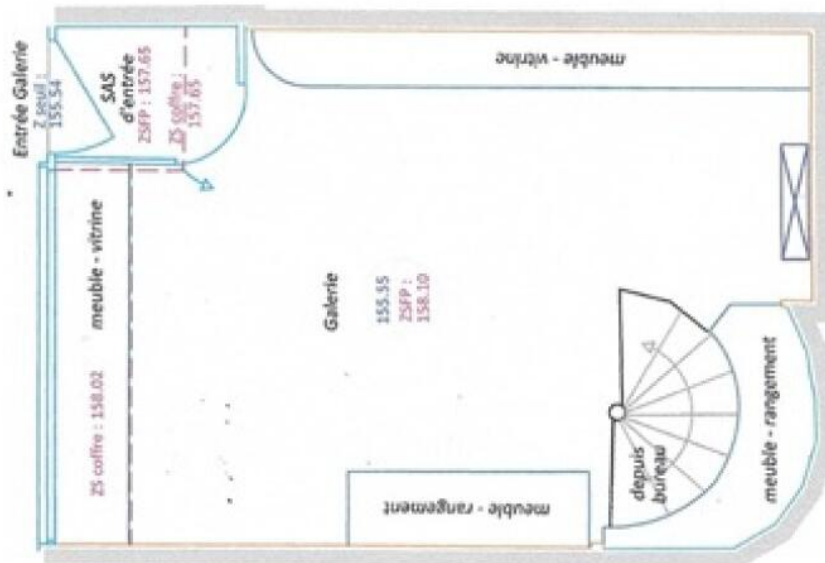 Entrée Galerie
Z seuil :
155.54
SAS
d'entrée
ZSFP : 157.65
ZS coffre :
157.65
meuble - vitrine
meuble - vitrine
ZS coffre : 158.02
Galerie
155.55
ZSFP :
158.10
meuble - rangement
depuis
bureau
meuble - rangement